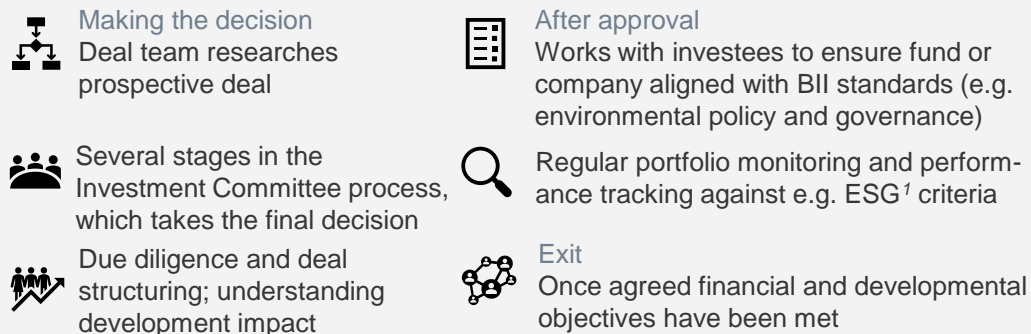 Making the decision
Deal team researches
prospective deal
Several stages in the
Investment Committee process,
which takes the final decision
Due diligence and deal
structuring; understanding
development impact
After approval
Works with investees to ensure fund or
company aligned with BII standards (e.g.
environmental policy and governance)
Regular portfolio monitoring and perform-
ance tracking against e.g. ESG¹ criteria
Exit
Once agreed financial and developmental
objectives have been met